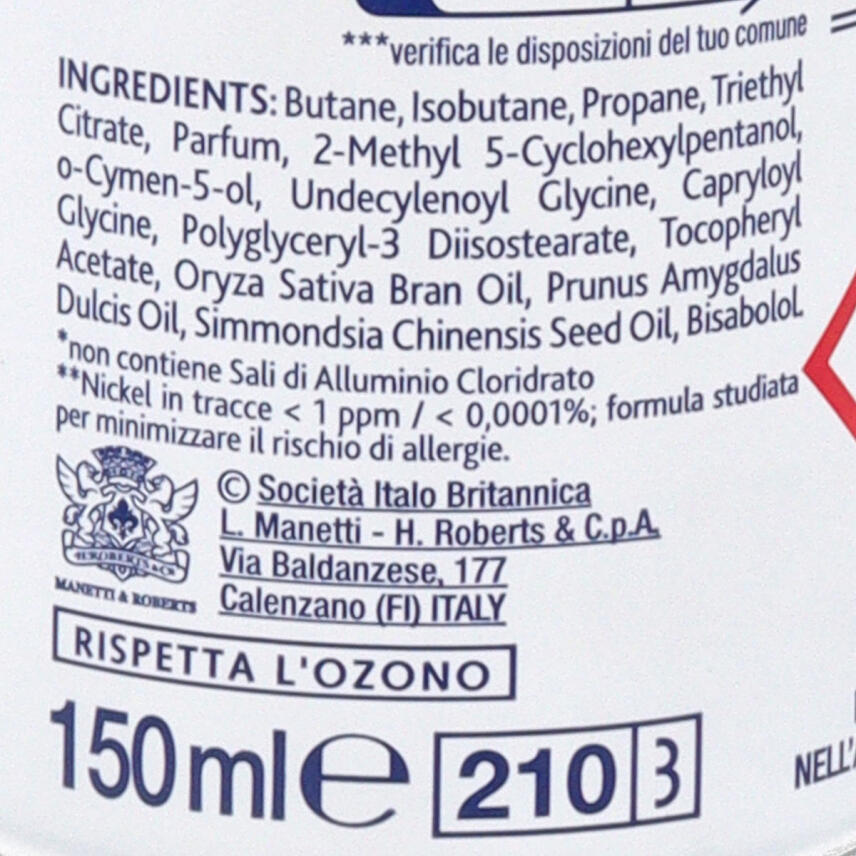 ***verifica le disposizioni del tuo comune
INGREDIENTS: Butane, Isobutane, Propane, Triethyl
Citrate, Parfum, 2-Methyl 5-Cyclohexylpentanol,
o-Cymen-5-ol, Undecylenoyl Glycine, Capryloyl
Glycine, Polyglyceryl-3 Diisostearate, Tocopheryl
Acetate, Oryza Sativa Bran Oil, Prunus Amygdalus
Dulcis Oil, Simmondsia Chinensis Seed Oil, Bisabolol.
*non contiene Sali di Alluminio Cloridrato
**Nickel in tracce < 1 ppm / < 0,0001%; formula studiata
per minimizzare il rischio di allergie.
© Società Italo Britannica
L. Manetti - H. Roberts & C.p.A.
Via Baldanzese, 177
Calenzano (FI) ITALY
H.ROBERTS & CO
MANETTI & ROBERTS
RISPETTA L'OZONO
150 ml e 210 3
NELL'